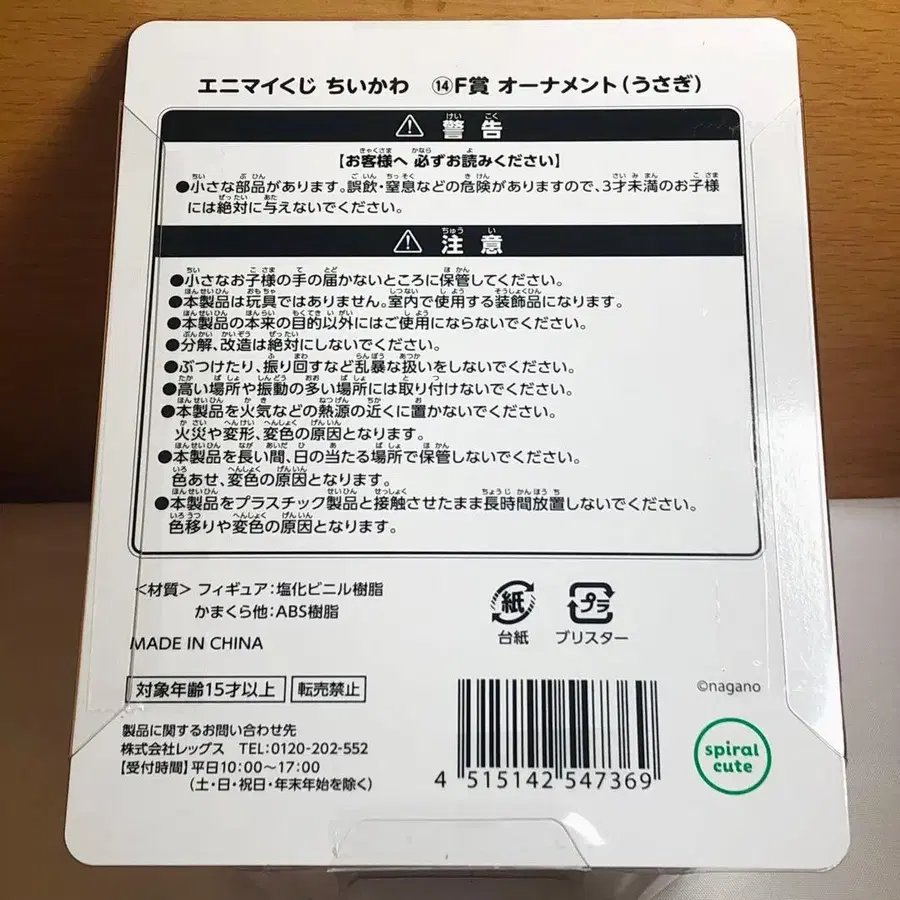 エニマイくじ ちいかわ ⑭F賞 オーナメント(うさぎ)
⚠ 警告
【お客様へ 必ずお読みください】
●小さな部品があります。誤飲・窒息などの危険がありますので、3才未満のお子様
には絶対に与えないでください。
⚠ 注意
●小さなお子様の手の届かないところに保管してください。
●本製品は玩具ではありません。室内で使用する装飾品になります。
●本製品の本来の目的以外にはご使用にならないでください。
●分解、改造は絶対にしないでください。
●ぶつけたり、振り回すなど乱暴な扱いをしないでください。
●高い場所や振動の多い場所には取り付けないでください。
●本製品を火気などの熱源の近くに置かないでください。
火災や変形、変色の原因となります。
●本製品を長い間、日の当たる場所で保管しないでください。
色あせ、変色の原因となります。
●本製品をプラスチック製品と接触させたまま長時間放置しないでください。
色移りや変色の原因となります。
<材質> フィギュア:塩化ビニル樹脂
かまくら他:ABS樹脂
MADE IN CHINA
紙
台紙
プラ
ブリスター
対象年齢15才以上 転売禁止
製品に関するお問い合わせ先
株式会社レッグス TEL:0120-202-552
【受付時間】平日10:00〜17:00
(土・日・祝日・年末年始を除く)
4 515142 547369
©nagano
spiral
cute